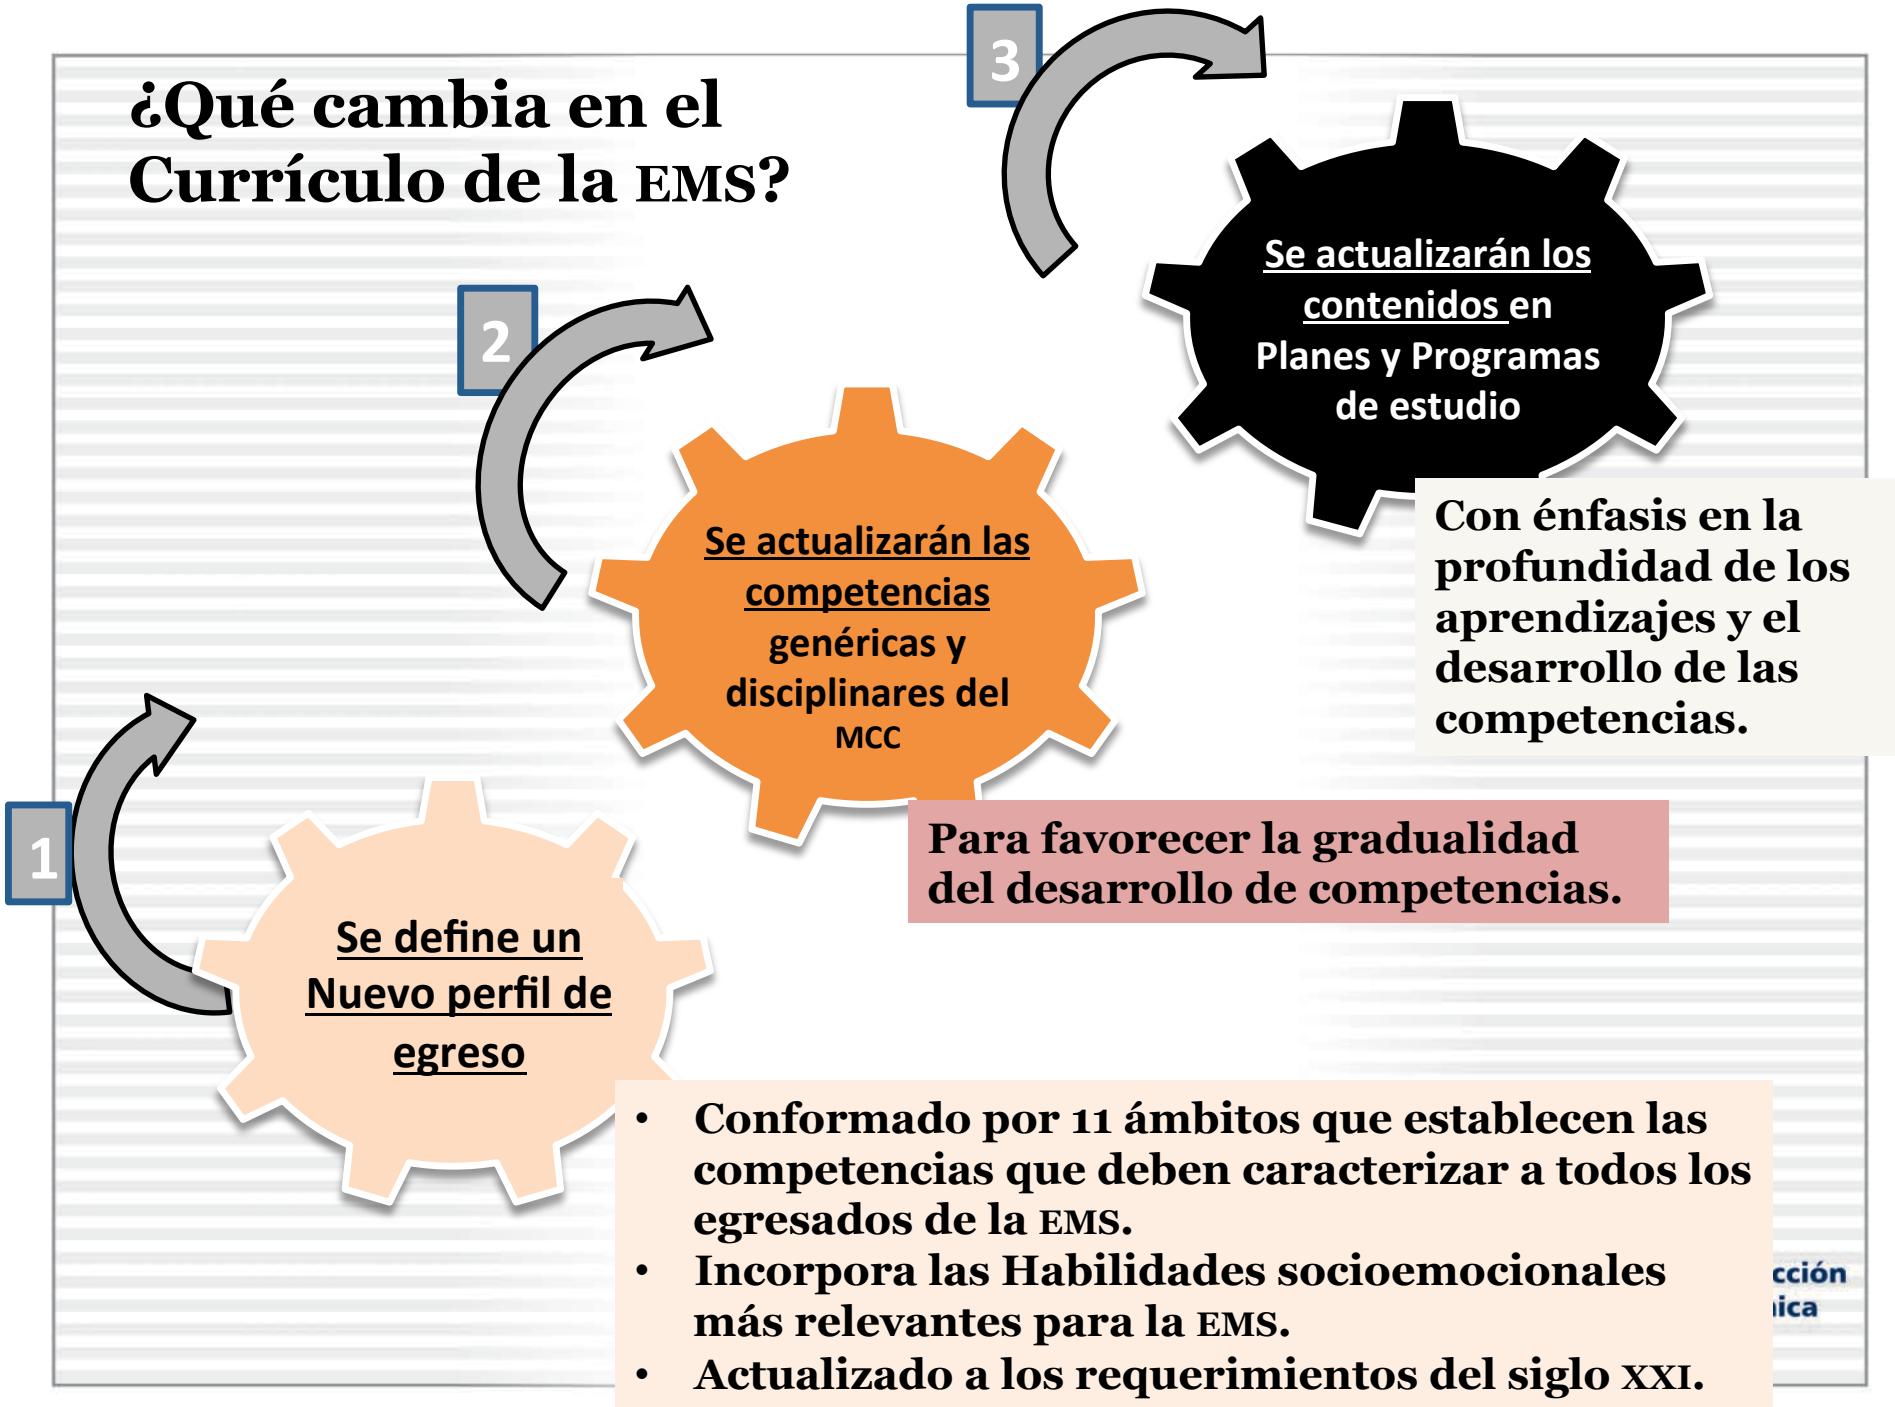 ¿Qué cambia en el
Currículo de la EMS?
3
Se actualizarán los
contenidos en
Planes y Programas
de estudio
Con énfasis en la
profundidad de los
aprendizajes y el
desarrollo de las
competencias.
2
Se actualizarán las
competencias
genéricas y
disciplinares del
MCC
Para favorecer la gradualidad
del desarrollo de competencias.
1
Se define un
Nuevo perfil de
egreso
• Conformado por 11 ámbitos que establecen las
competencias que deben caracterizar a todos los
egresados de la EMS.
• Incorpora las Habilidades socioemocionales
más relevantes para la EMS.
• Actualizado a los requerimientos del siglo XXI.